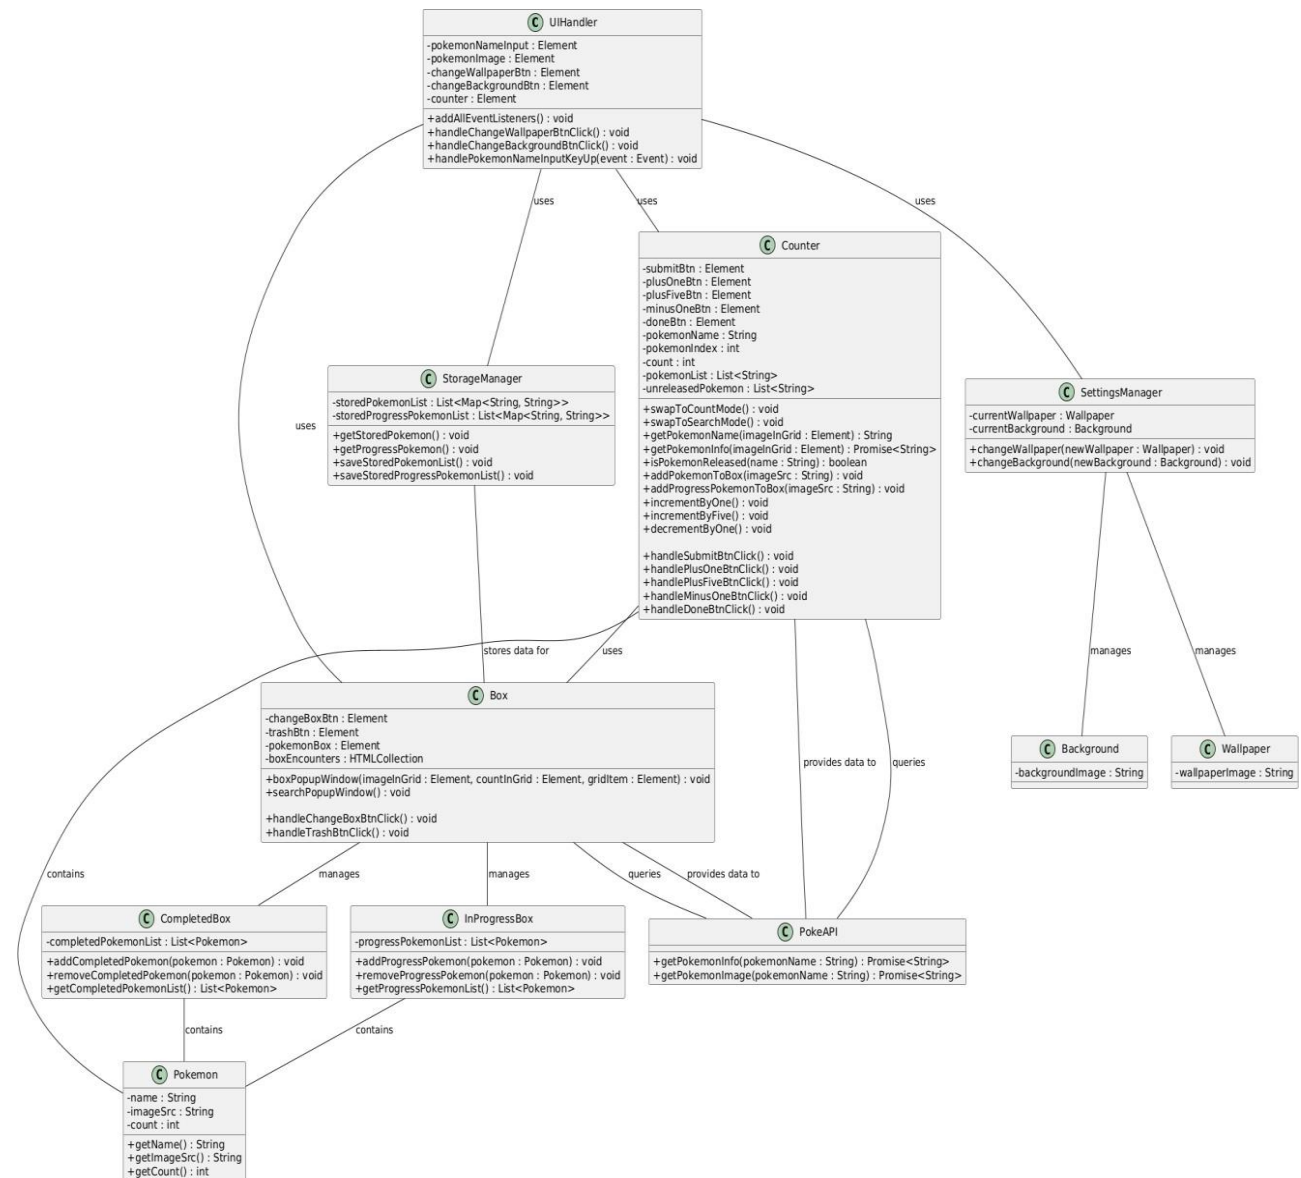 C UIHandler
-pokemonNameInput : Element
-pokemonImage : Element
-changeWallpaperBtn : Element
-changeBackgroundBtn : Element
-counter : Element
+addAllEventListeners() : void
+handleChangeWallpaperBtnClick() : void
+handleChangeBackgroundBtnClick() : void
+handlePokemonNameInputKeyUp(event : Event) : void
uses
uses
uses
uses
C Counter
-submitBtn : Element
-plusOneBtn : Element
-plusFiveBtn : Element
-minusOneBtn : Element
-doneBtn : Element
-pokemonName : String
-pokemonIndex : int
-count : int
-pokemonList : List<String>
-unreleasedPokemon : List<String>
+swapToCountMode() : void
+swapToSearchMode() : void
+getPokemonName(imageInGrid : Element) : String
+getPokemonInfo(imageInGrid : Element) : Promise<String>
+isPokemonReleased(name : String) : boolean
+addPokemonToBox(imageSrc : String) : void
+addProgressPokemonToBox(imageSrc : String) : void
+incrementByOne() : void
+incrementByFive() : void
+decrementByOne() : void
+handleSubmitBtnClick() : void
+handlePlusOneBtnClick() : void
+handlePlusFiveBtnClick() : void
+handleMinusOneBtnClick() : void
+handleDoneBtnClick() : void
C StorageManager
-storedPokemonList : List<Map<String, String>>
-storedProgressPokemonList : List<Map<String, String>>
+getStoredPokemon() : void
+getProgressPokemon() : void
+saveStoredPokemonList() : void
+saveStoredProgressPokemonList() : void
C SettingsManager
-currentWallpaper : Wallpaper
-currentBackground : Background
+changeWallpaper(newWallpaper : Wallpaper) : void
+changeBackground(newBackground : Background) : void
stores data for
uses
manages
manages
C Box
-changeBoxBtn : Element
-trashBtn : Element
-pokemonBox : Element
-boxEncounters : HTMLCollection
+boxPopupWindow(imageInGrid : Element, countInGrid : Element, gridItem : Element) : void
+searchPopupWindow() : void
+handleChangeBoxBtnClick() : void
+handleTrashBtnClick() : void
provides data to
queries
C Background
-backgroundImage : String
C Wallpaper
-wallpaperImage : String
contains
manages
manages
queries
provides data to
C CompletedBox
-completedPokemonList : List<Pokemon>
+addCompletedPokemon(pokemon : Pokemon) : void
+removeCompletedPokemon(pokemon : Pokemon) : void
+getCompletedPokemonList() : List<Pokemon>
C InProgressBox
-progressPokemonList : List<Pokemon>
+addProgressPokemon(pokemon : Pokemon) : void
+removeProgressPokemon(pokemon : Pokemon) : void
+getProgressPokemonList() : List<Pokemon>
C PokeAPI
+getPokemonInfo(pokemonName : String) : Promise<String>
+getPokemonImage(pokemonName : String) : Promise<String>
contains
contains
C Pokemon
-name : String
-imageSrc : String
-count : int
+getName() : String
+getImageSrc() : String
+getCount() : int